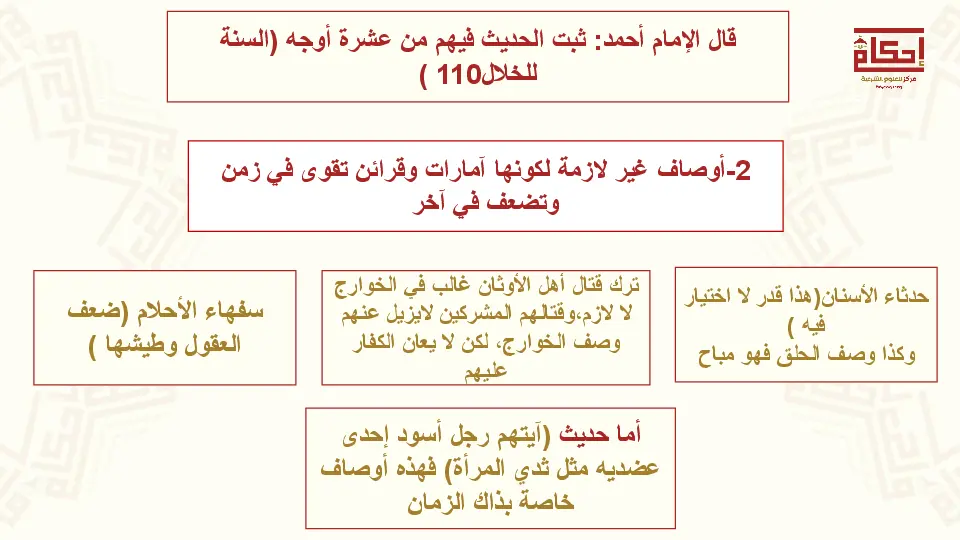 قال الإمام أحمد: ثبت الحديث فيهم من عشرة أوجه (السنة
للخلال110 )
إحكام
مركز للعلوم الشرعية
2-أوصاف غير لازمة لكونها آمارات وقرائن تقوى في زمن
وتضعف في آخر
حدثاء الأسنان(هذا قدر لا اختيار
فيه )
وكذا وصف الحلق فهو مباح
ترك قتال أهل الأوثان غالب في الخوارج
لا لازم،وقتالهم المشركين لايزيل عنهم
وصف الخوارج، لكن لا يعان الكفار
عليهم
سفهاء الأحلام (ضعف
العقول وطيشها )
أما حديث (آيتهم رجل أسود إحدى
عضديه مثل ثدي المرأة) فهذه أوصاف
خاصة بذاك الزمان